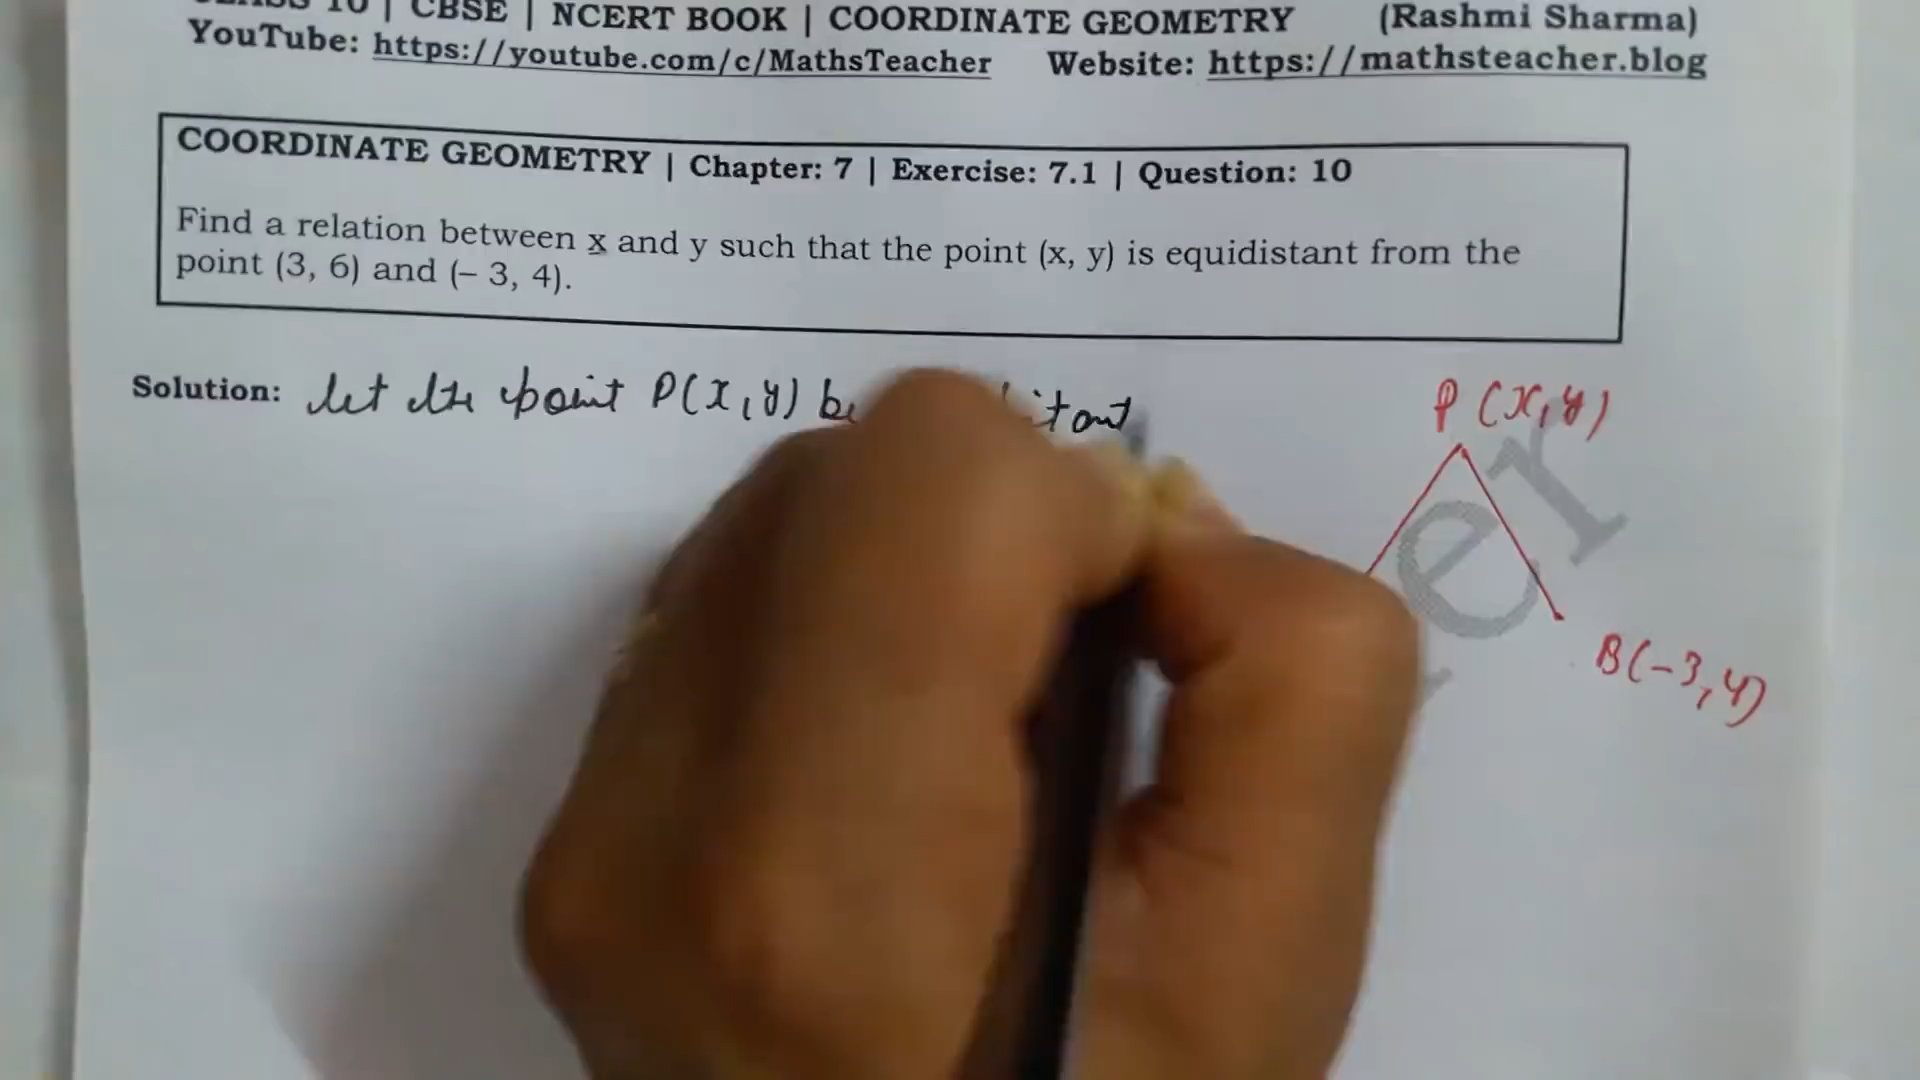 CLASS 10 | CBSE | NCERT BOOK | COORDINATE GEOMETRY (Rashmi Sharma)
YouTube: https://youtube.com/c/MathsTeacher Website: https://mathsteacher.blog
COORDINATE GEOMETRY | Chapter: 7 | Exercise: 7.1 | Question: 10
Find a relation between x and y such that the point (x, y) is equidistant from the
point (3, 6) and (– 3, 4).
Solution: let the point P(x, y) be
P (x, y)
er
B(-3, 4)